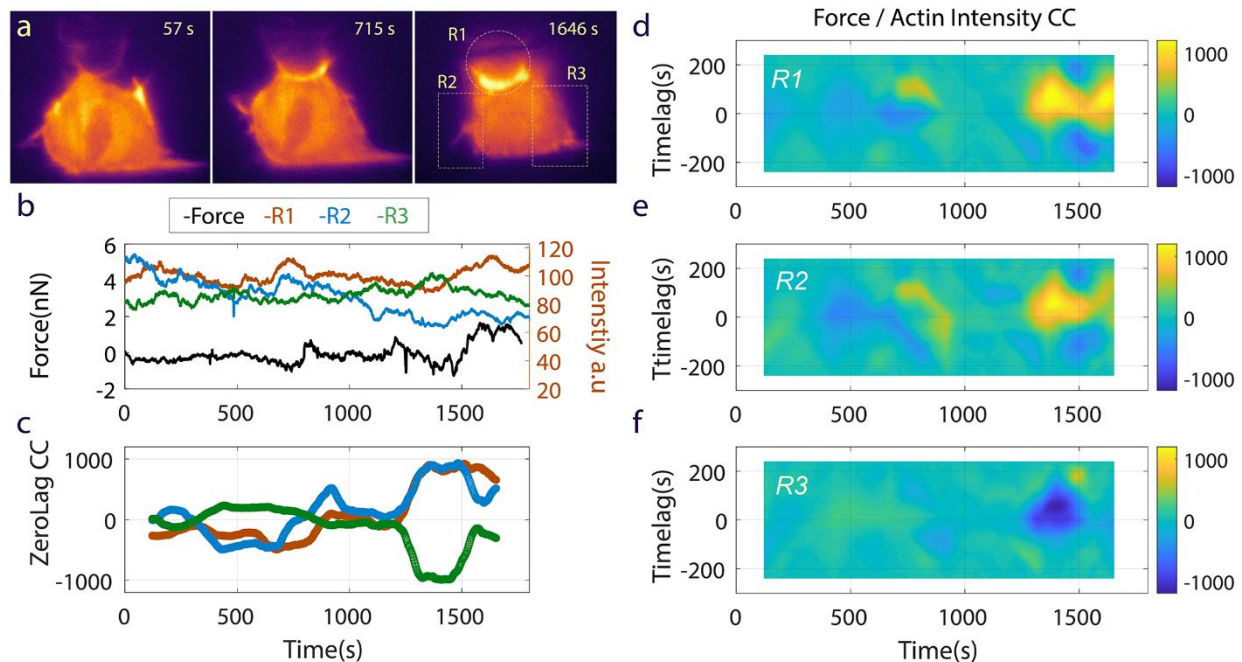 a
57 s
715 s
1646 s
R1
R2
R3
b
-Force -R1 -R2 -R3
6
4
2
0
-2
Force(nN)
120
100
80
60
40
20
Intenstiy a.u
0 500 1000 1500
c
1000
0
-1000
ZeroLag CC
0 500 1000 1500
Time(s)
Force / Actin Intensity CC
d
R1
200
0
-200
Timelag(s)
0 500 1000 1500
1000
0
-1000
e
R2
200
0
-200
Ttimelag(s)
0 500 1000 1500
1000
0
-1000
f
R3
200
0
-200
Timelag(s)
0 500 1000 1500
Time(s)
1000
0
-1000